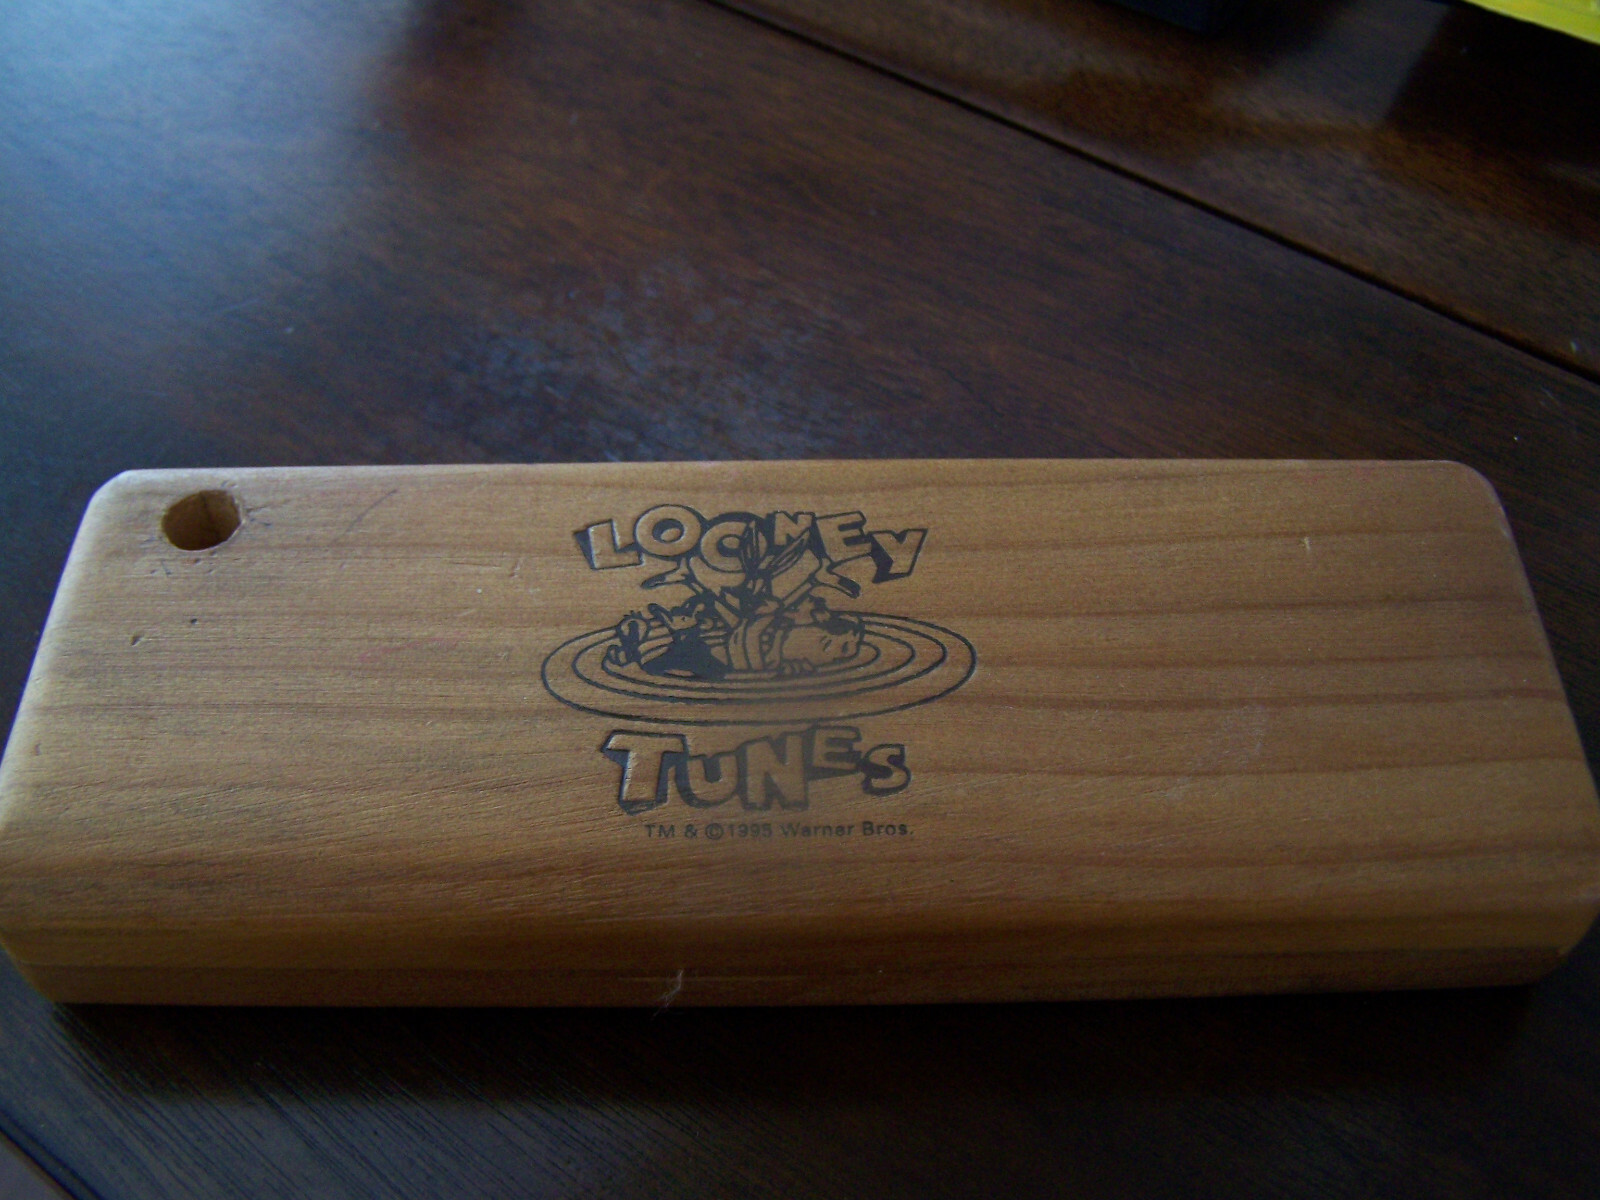 LOONEY
TUNES
TM & ©1995 Warner Bros.